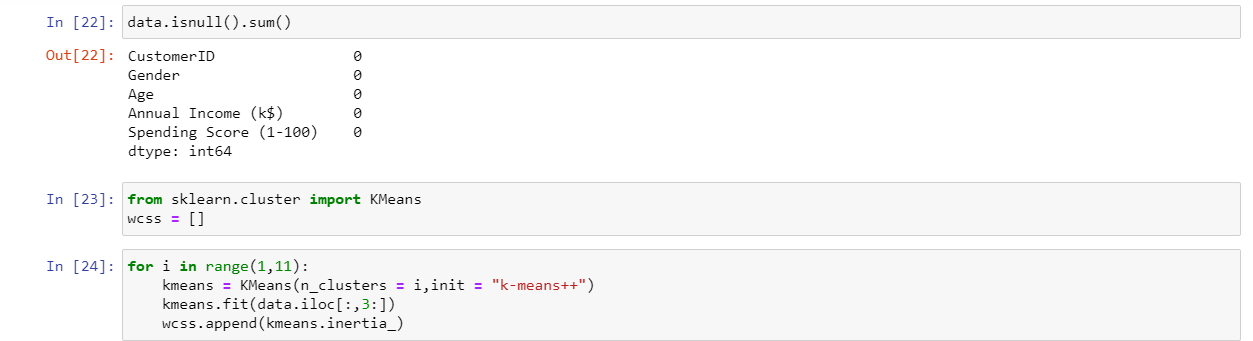 In [22]: data.isnull().sum()
Out[22]: CustomerID 0
Gender 0
Age 0
Annual Income (k$) 0
Spending Score (1-100) 0
dtype: int64
In [23]: from sklearn.cluster import KMeans
wcss = []
In [24]: for i in range(1,11):
    kmeans = KMeans(n_clusters = i,init = "k-means++")
    kmeans.fit(data.iloc[:,3:])
    wcss.append(kmeans.inertia_)